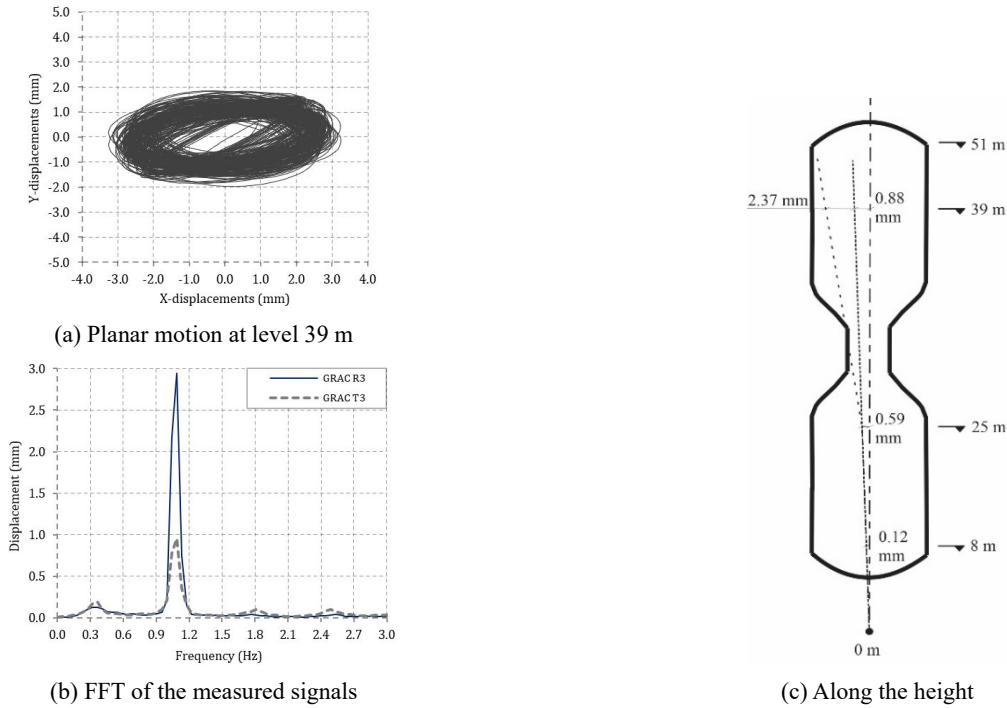 5.0
4.0
3.0
2.0
1.0
0.0
-1.0
-2.0
-3.0
-4.0
-5.0
Y-displacements (mm)
-4.0 -3.0 -2.0 -1.0 0.0 1.0 2.0 3.0 4.0
X-displacements (mm)
(a) Planar motion at level 39 m
3.0
2.5
2.0
1.5
1.0
0.5
0.0
Displacement (mm)
GRAC R3
GRAC T3
0.0 0.3 0.6 0.9 1.2 1.5 1.8 2.1 2.4 2.7 3.0
Frequency (Hz)
(b) FFT of the measured signals
51 m
2.37 mm
0.88
mm
39 m
0.59
mm
25 m
0.12
mm
8 m
0 m
(c) Along the height